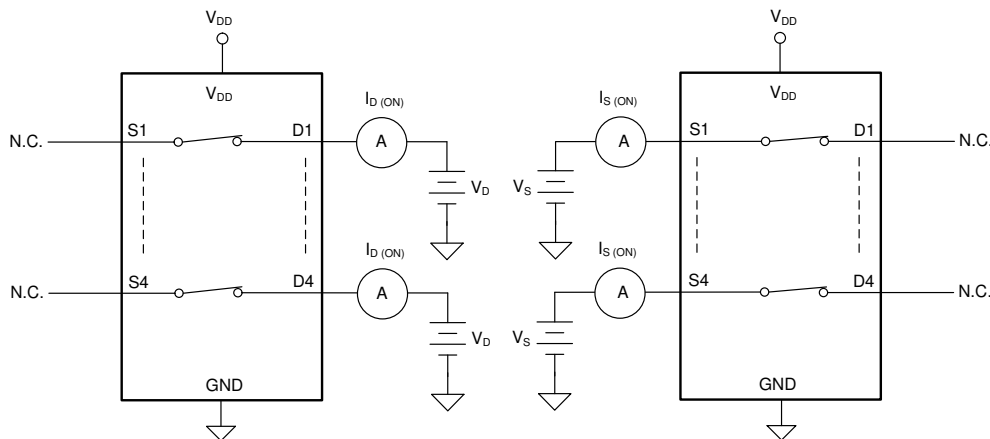 VDD VDD
VDD VDD
ID (ON) IS (ON)
N.C. S1 D1 A A S1 D1 N.C.
VD VS
ID (ON) IS (ON)
N.C. S4 D4 A A S4 D4 N.C.
VD VS
GND GND